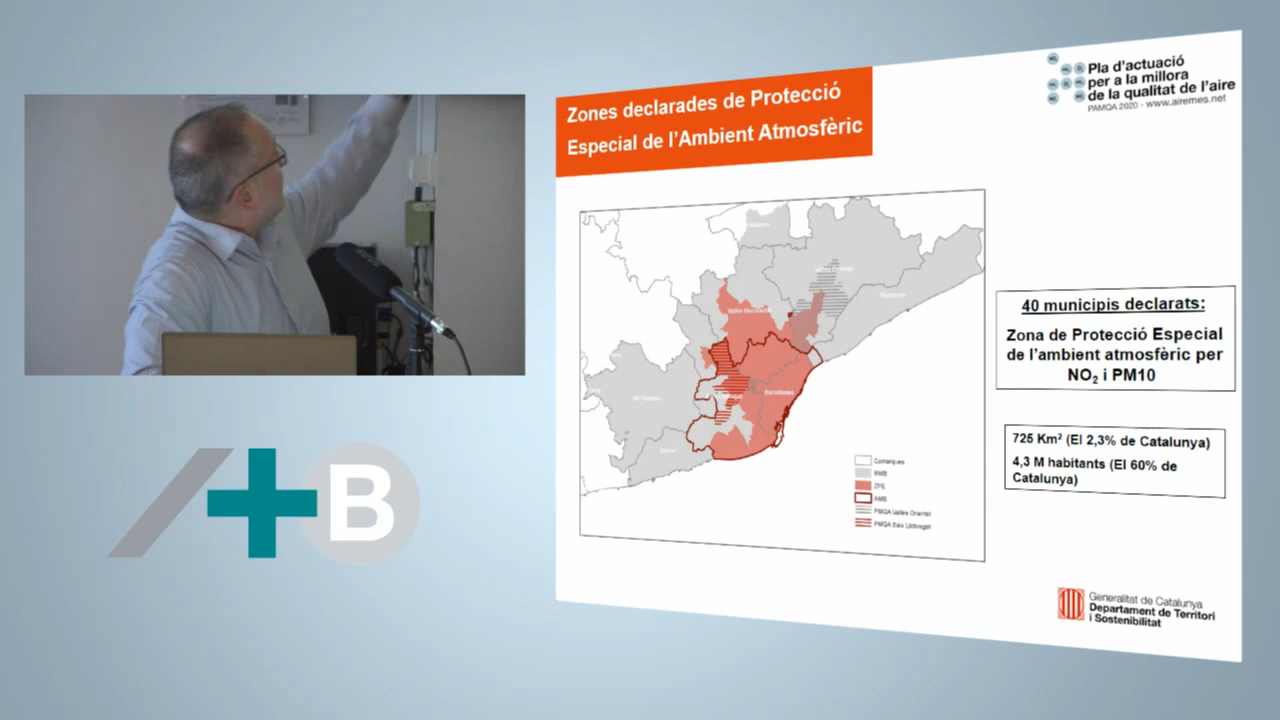 Zones declarades de Protecció
Especial de l'Ambient Atmosfèric
Pla d'actuació
per a la millora
de la qualitat de l'aire
PAMQA 2020 - www.airemes.net
40 municipis declarats:
Zona de Protecció Especial
de l'ambient atmosfèric per
NO₂ i PM10
725 Km² (El 2,3% de Catalunya)
4,3 M habitants (El 60% de
Catalunya)
Comarques
RMB
ZPE
AMB
PMQA Valles Oriental
PMQA Baix Llobregat
Generalitat de Catalunya
Departament de Territori
i Sostenibilitat
+B